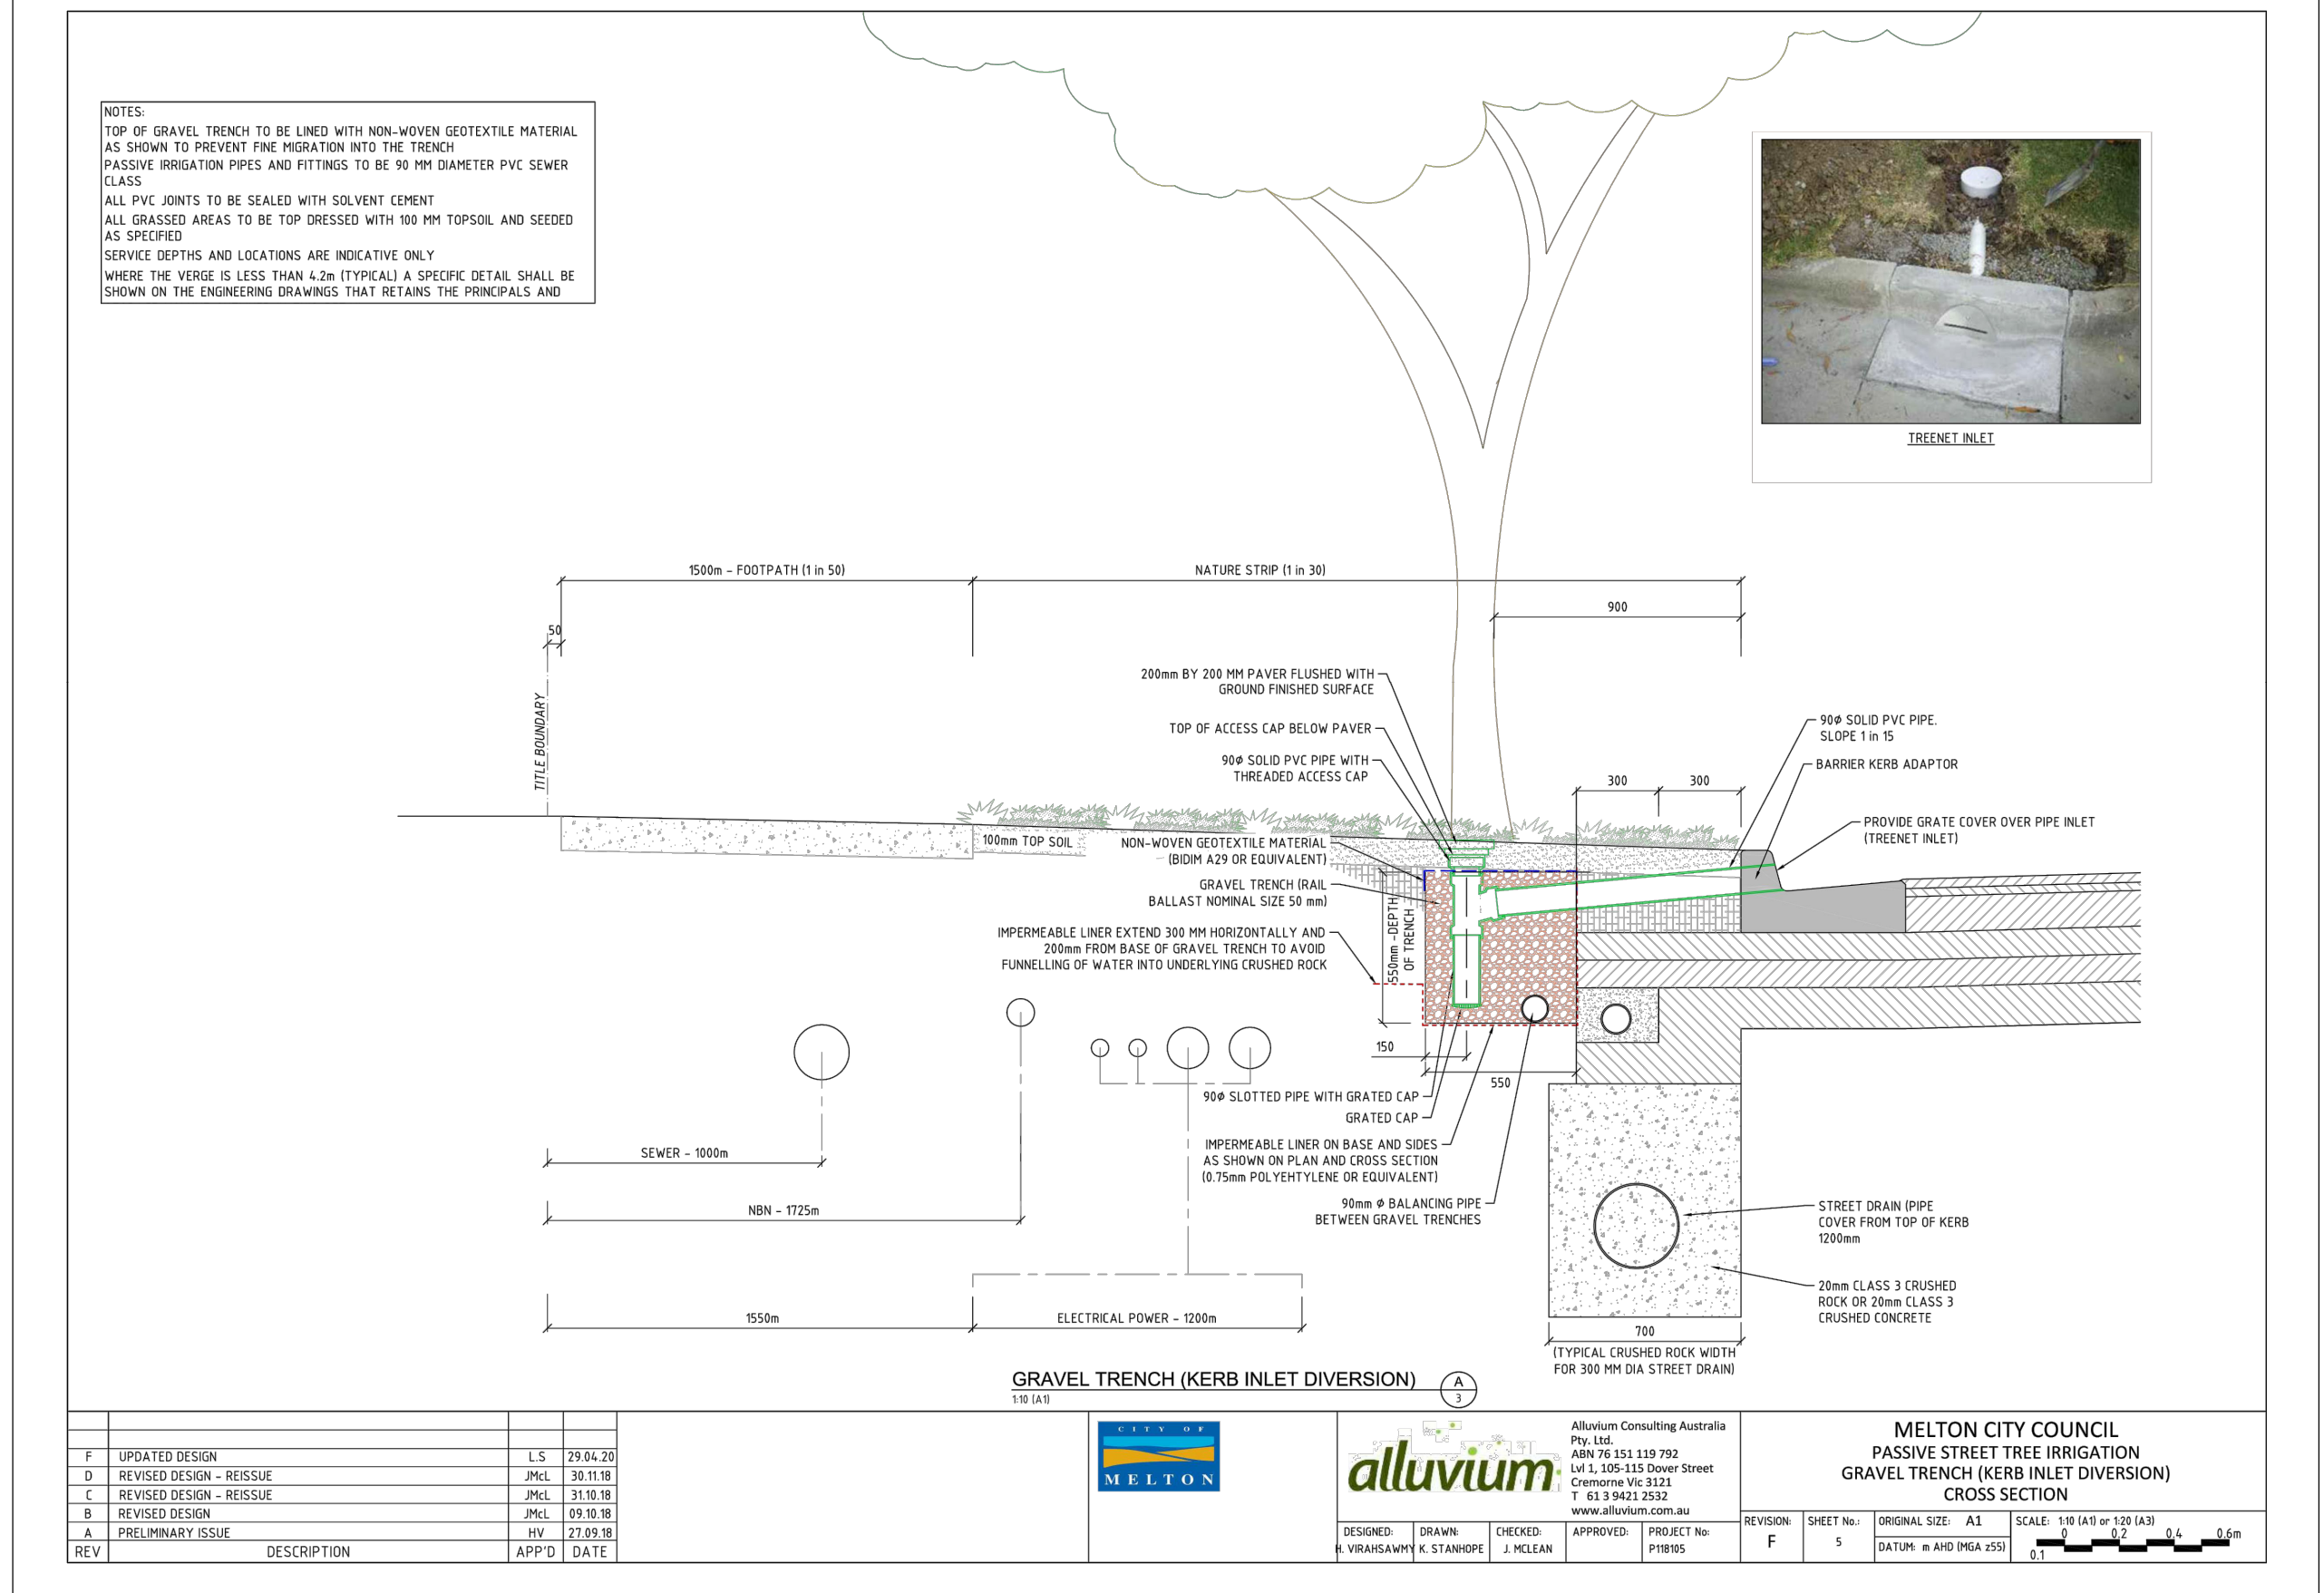 NOTES:
TOP OF GRAVEL TRENCH TO BE LINED WITH NON-WOVEN GEOTEXTILE MATERIAL
AS SHOWN TO PREVENT FINE MIGRATION INTO THE TRENCH
PASSIVE IRRIGATION PIPES AND FITTINGS TO BE 90 MM DIAMETER PVC SEWER
CLASS
ALL PVC JOINTS TO BE SEALED WITH SOLVENT CEMENT
ALL GRASSED AREAS TO BE TOP DRESSED WITH 100 MM TOPSOIL AND SEEDED
AS SPECIFIED
SERVICE DEPTHS AND LOCATIONS ARE INDICATIVE ONLY
WHERE THE VERGE IS LESS THAN 4.2m (TYPICAL) A SPECIFIC DETAIL SHALL BE
SHOWN ON THE ENGINEERING DRAWINGS THAT RETAINS THE PRINCIPALS AND
TREENET INLET
1500m - FOOTPATH (1 in 50)
NATURE STRIP (1 in 30)
900
50
TITLE BOUNDARY
200mm BY 200 MM PAVER FLUSHED WITH
GROUND FINISHED SURFACE
TOP OF ACCESS CAP BELOW PAVER
90ϕ SOLID PVC PIPE WITH
THREADED ACCESS CAP
90ϕ SOLID PVC PIPE.
SLOPE 1 in 15
BARRIER KERB ADAPTOR
300
300
PROVIDE GRATE COVER OVER PIPE INLET
(TREENET INLET)
100mm TOP SOIL
NON-WOVEN GEOTEXTILE MATERIAL
(BIDIM A29 OR EQUIVALENT)
GRAVEL TRENCH (RAIL
BALLAST NOMINAL SIZE 50 mm)
550mm -DEPTH
OF TRENCH
IMPERMEABLE LINER EXTEND 300 MM HORIZONTALLY AND
200mm FROM BASE OF GRAVEL TRENCH TO AVOID
FUNNELLING OF WATER INTO UNDERLYING CRUSHED ROCK
150
550
90ϕ SLOTTED PIPE WITH GRATED CAP
GRATED CAP
IMPERMEABLE LINER ON BASE AND SIDES
AS SHOWN ON PLAN AND CROSS SECTION
(0.75mm POLYEHTYLENE OR EQUIVALENT)
90mm ϕ BALANCING PIPE
BETWEEN GRAVEL TRENCHES
SEWER - 1000m
NBN - 1725m
1550m
ELECTRICAL POWER - 1200m
STREET DRAIN (PIPE
COVER FROM TOP OF KERB
1200mm
20mm CLASS 3 CRUSHED
ROCK OR 20mm CLASS 3
CRUSHED CONCRETE
700
(TYPICAL CRUSHED ROCK WIDTH
FOR 300 MM DIA STREET DRAIN)
GRAVEL TRENCH (KERB INLET DIVERSION)
1:10 (A1)
A
3
F UPDATED DESIGN L.S 29.04.20
D REVISED DESIGN - REISSUE JMcL 30.11.18
C REVISED DESIGN - REISSUE JMcL 31.10.18
B REVISED DESIGN JMcL 09.10.18
A PRELIMINARY ISSUE HV 27.09.18
REV DESCRIPTION APP'D DATE
CITY OF
MELTON
alluvium
Alluvium Consulting Australia
Pty. Ltd.
ABN 76 151 119 792
Lvl 1, 105-115 Dover Street
Cremorne Vic 3121
T 61 3 9421 2532
www.alluvium.com.au
DESIGNED: DRAWN: CHECKED: APPROVED: PROJECT No:
H. VIRAHSAWMY K. STANHOPE J. MCLEAN P118105
MELTON CITY COUNCIL
PASSIVE STREET TREE IRRIGATION
GRAVEL TRENCH (KERB INLET DIVERSION)
CROSS SECTION
REVISION: F
SHEET No.: 5
ORIGINAL SIZE: A1
DATUM: m AHD (MGA z55)
SCALE: 1:10 (A1) or 1:20 (A3)
0 0.2 0.4 0.6m
0.1